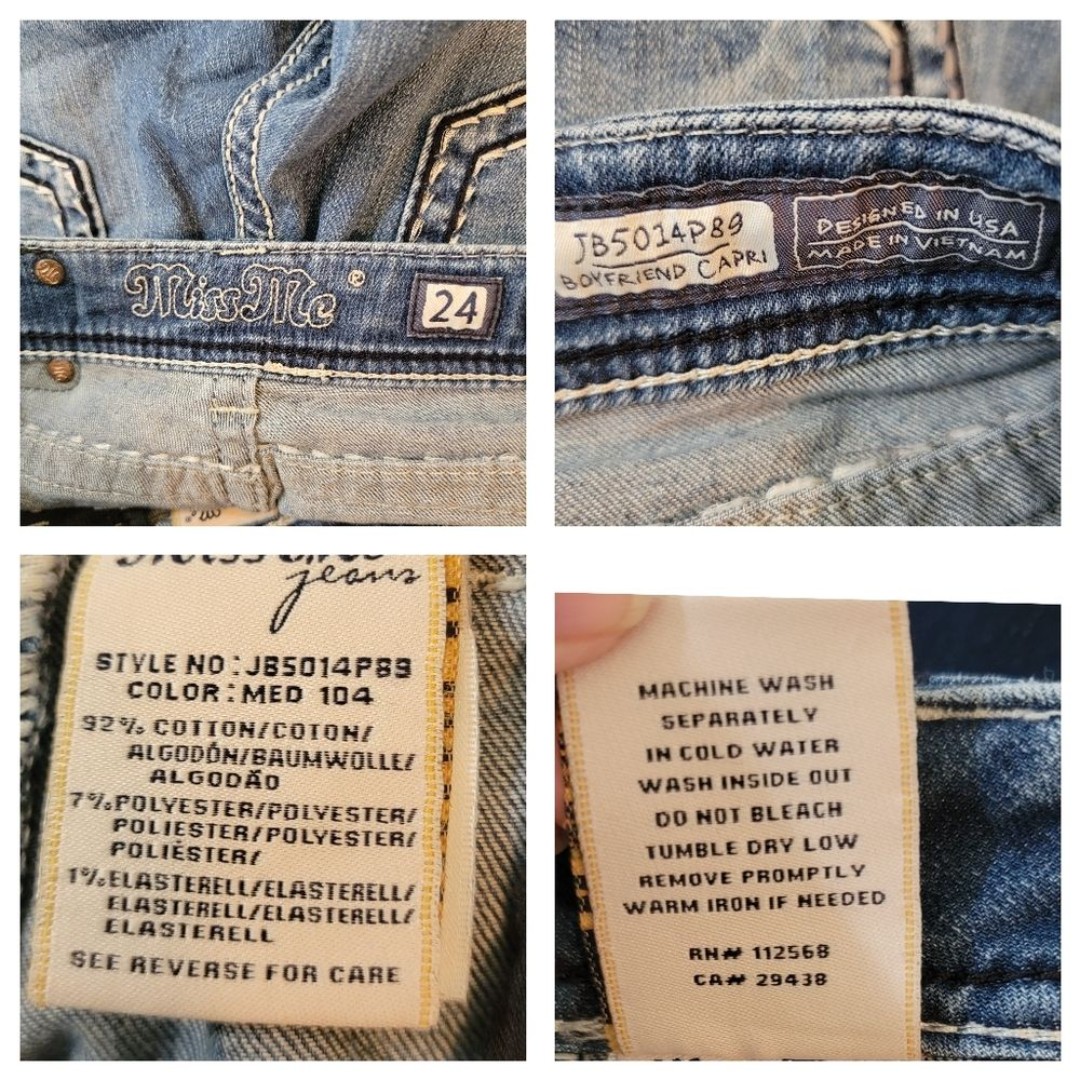 MissMe ®
24
JB5014P89
BOYFRIEND CAPRI
DESIGNED IN USA
MADE IN VIETNAM
jeans
STYLE NO:JB5014P89
COLOR:MED 104
92% COTTON/COTON/
ALGODÓN/BAUMWOLLE/
ALGODÃO
7%POLYESTER/POLYESTER/
POLIESTER/POLYESTER/
POLIÉSTER/
1%ELASTERELL/ELASTERELL/
ELASTERELL/ELASTERELL/
ELASTERELL
SEE REVERSE FOR CARE
MACHINE WASH
SEPARATELY
IN COLD WATER
WASH INSIDE OUT
DO NOT BLEACH
TUMBLE DRY LOW
REMOVE PROMPTLY
WARM IRON IF NEEDED
RN# 112568
CA# 29438